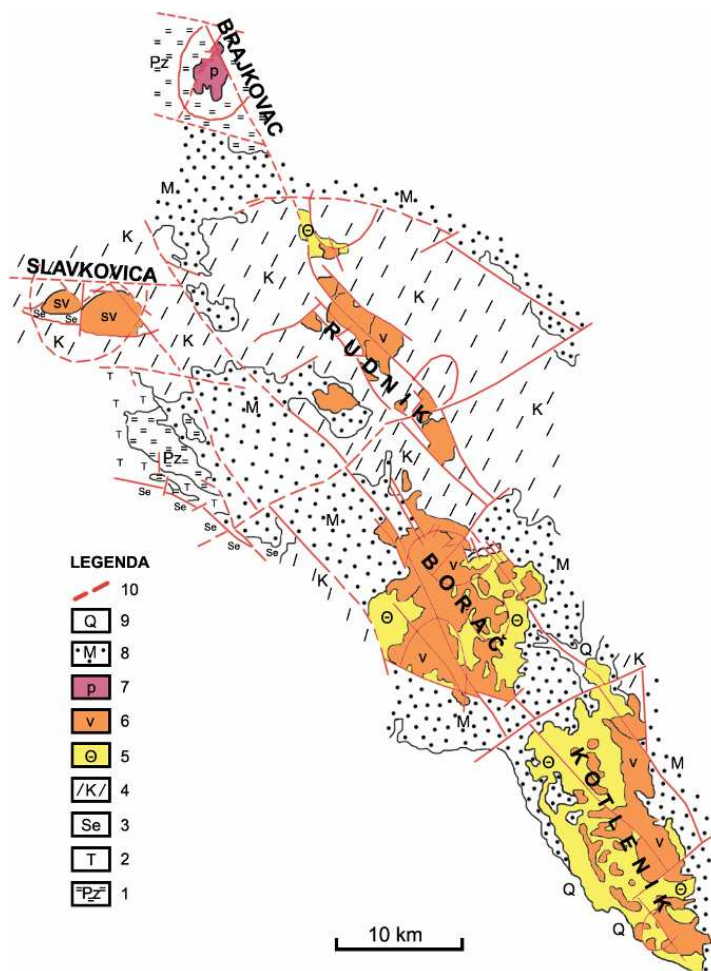 BRAJKOVAC
Pz
p
M
M
K
Θ
SLAVKOVICA
K
K
K
sv
sv
Se
Se
K
K
v
RUDNIK
T
T
M
K
T
Pz
T
T
Se
Se
Se
K
M
v
BORAČ
M
/K
Θ
Θ
v
Q
/K
M
M
Θ
KOTLENIK
v
v
Θ
Q
Q
LEGENDA
10
Q 9
M 8
p 7
v 6
Θ 5
/K/ 4
Se 3
T 2
Pz 1
10 km